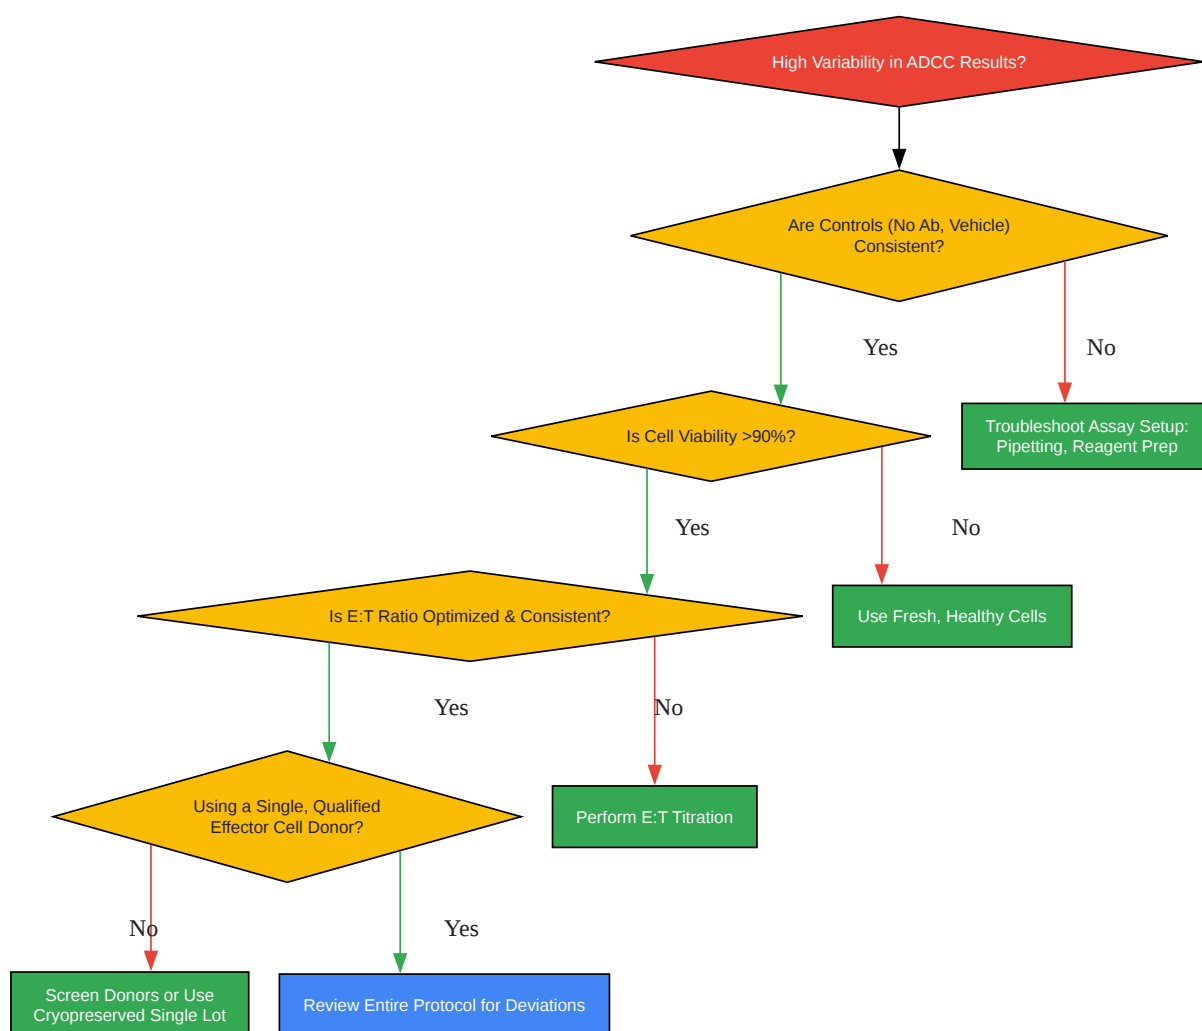 High Variability in ADCC Results?
Are Controls (No Ab, Vehicle)
Consistent?
Yes
No
Troubleshoot Assay Setup:
Pipetting, Reagent Prep
Is Cell Viability >90%?
Yes
No
Use Fresh, Healthy Cells
Is E:T Ratio Optimized & Consistent?
Yes
No
Perform E:T Titration
Using a Single, Qualified
Effector Cell Donor?
No
Yes
Screen Donors or Use
Cryopreserved Single Lot
Review Entire Protocol for Deviations